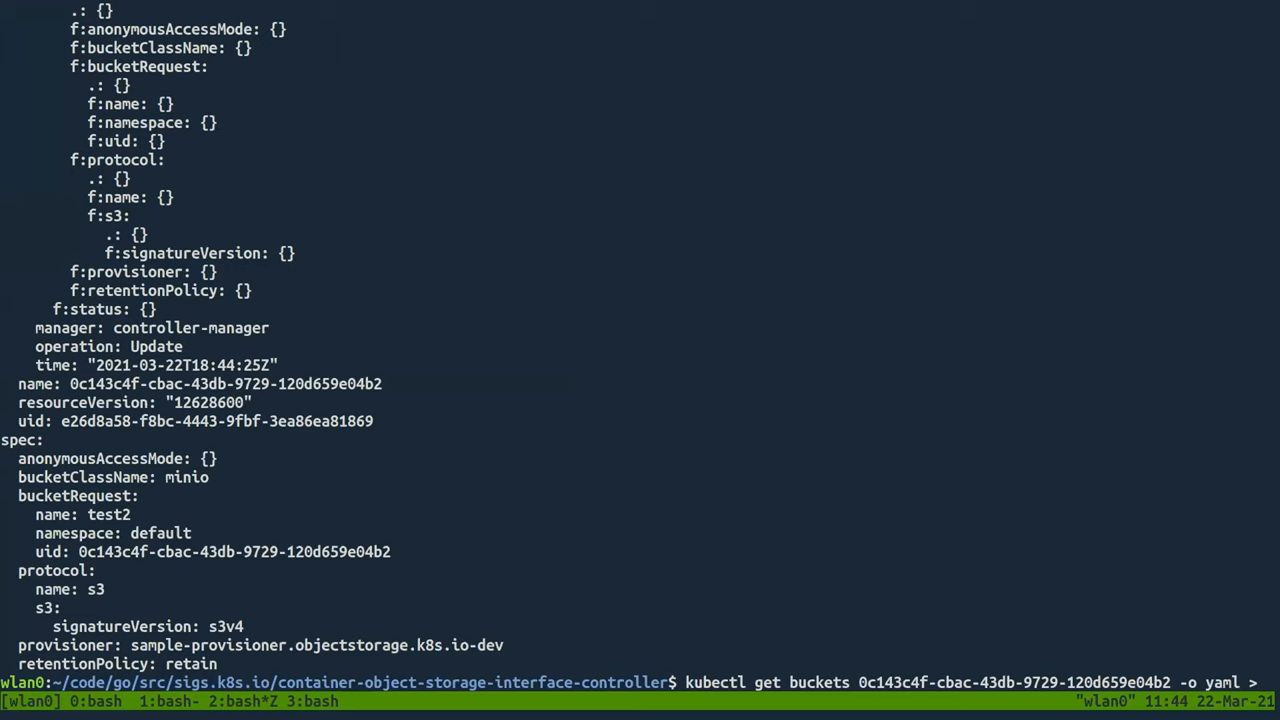 .: {}
f:anonymousAccessMode: {}
f:bucketClassName: {}
f:bucketRequest:
.: {}
f:name: {}
f:namespace: {}
f:uid: {}
f:protocol:
.: {}
f:name: {}
f:s3:
.: {}
f:signatureVersion: {}
f:provisioner: {}
f:retentionPolicy: {}
f:status: {}
manager: controller-manager
operation: Update
time: "2021-03-22T18:44:25Z"
name: 0c143c4f-cbac-43db-9729-120d659e04b2
resourceVersion: "12628600"
uid: e26d8a58-f8bc-4443-9fbf-3ea86ea81869
spec:
anonymousAccessMode: {}
bucketClassName: minio
bucketRequest:
name: test2
namespace: default
uid: 0c143c4f-cbac-43db-9729-120d659e04b2
protocol:
name: s3
s3:
signatureVersion: s3v4
provisioner: sample-provisioner.objectstorage.k8s.io-dev
retentionPolicy: retain
wlan0:~/code/go/src/sigs.k8s.io/container-object-storage-interface-controller$ kubectl get buckets 0c143c4f-cbac-43db-9729-120d659e04b2 -o yaml >
[wlan0] 0:bash 1:bash- 2:bash*Z 3:bash "wlan0" 11:44 22-Mar-21